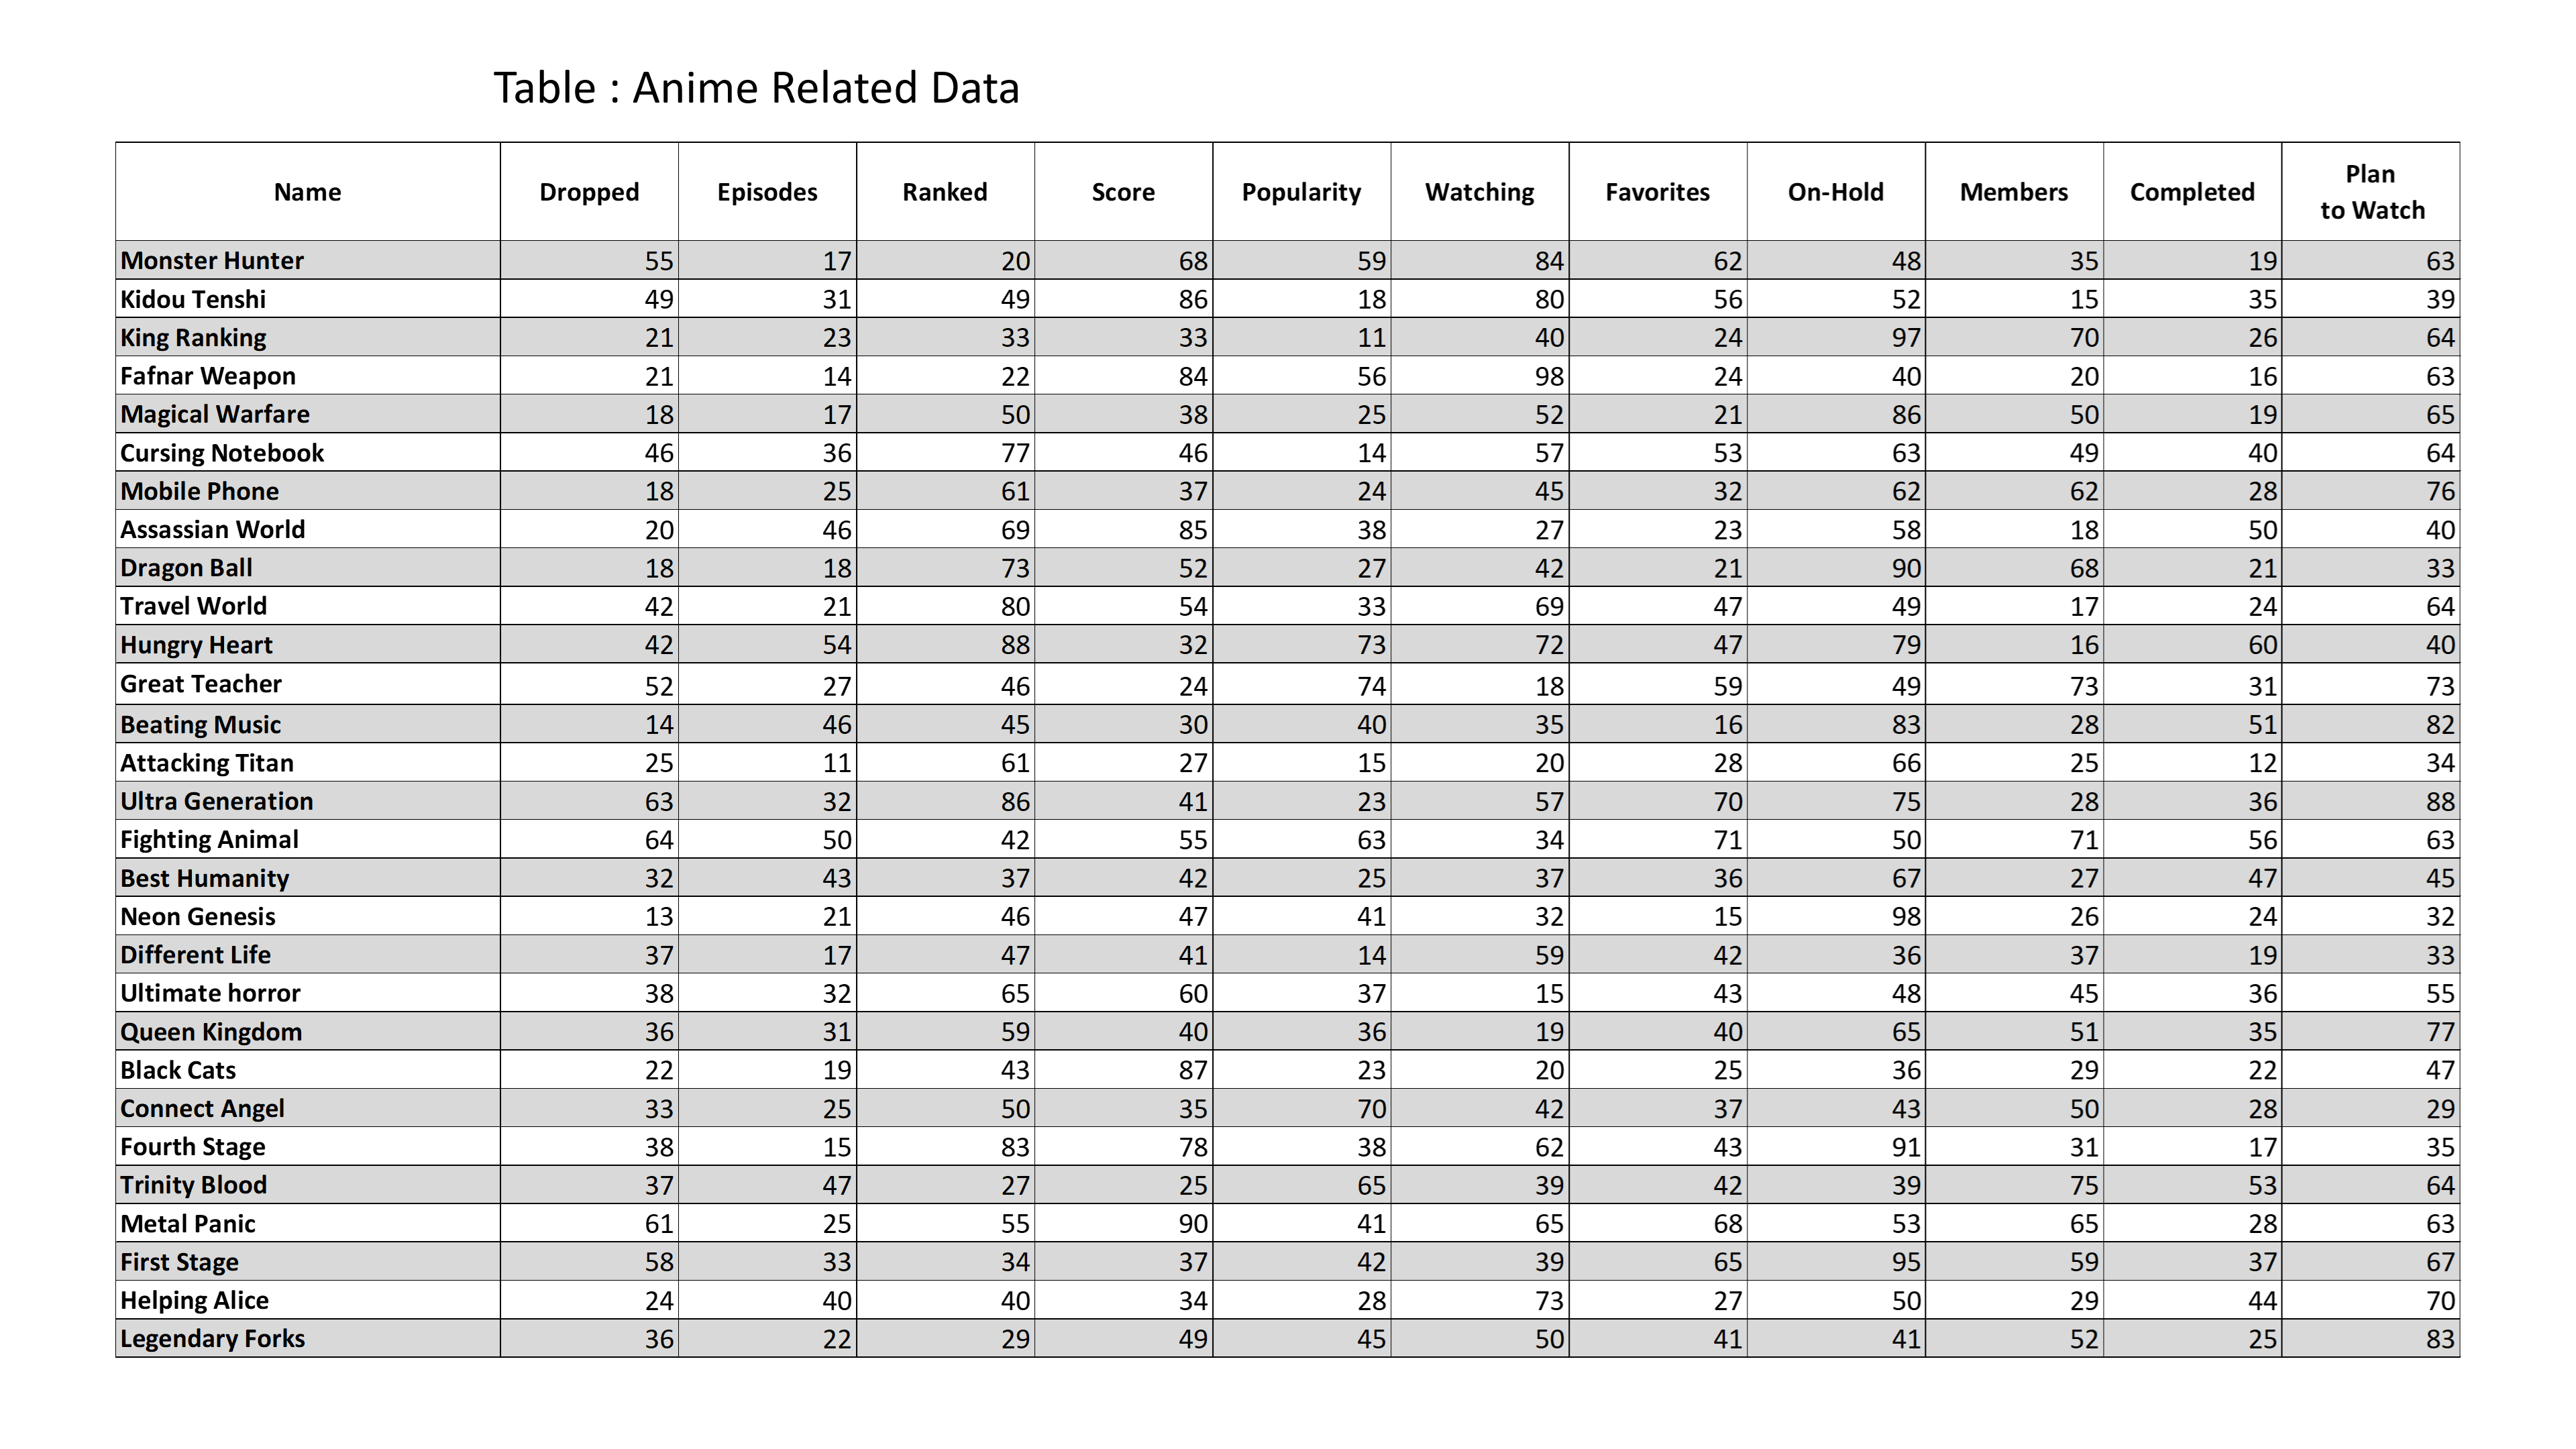 Table : Anime Related Data
Name Dropped Episodes Ranked Score Popularity Watching Favorites On-Hold Members Completed Plan to Watch
Monster Hunter 55 17 20 68 59 84 62 48 35 19 63
Kidou Tenshi 49 31 49 86 18 80 56 52 15 35 39
King Ranking 21 23 33 33 11 40 24 97 70 26 64
Fafnar Weapon 21 14 22 84 56 98 24 40 20 16 63
Magical Warfare 18 17 50 38 25 52 21 86 50 19 65
Cursing Notebook 46 36 77 46 14 57 53 63 49 40 64
Mobile Phone 18 25 61 37 24 45 32 62 62 28 76
Assassian World 20 46 69 85 38 27 23 58 18 50 40
Dragon Ball 18 18 73 52 27 42 21 90 68 21 33
Travel World 42 21 80 54 33 69 47 49 17 24 64
Hungry Heart 42 54 88 32 73 72 47 79 16 60 40
Great Teacher 52 27 46 24 74 18 59 49 73 31 73
Beating Music 14 46 45 30 40 35 16 83 28 51 82
Attacking Titan 25 11 61 27 15 20 28 66 25 12 34
Ultra Generation 63 32 86 41 23 57 70 75 28 36 88
Fighting Animal 64 50 42 55 63 34 71 50 71 56 63
Best Humanity 32 43 37 42 25 37 36 67 27 47 45
Neon Genesis 13 21 46 47 41 32 15 98 26 24 32
Different Life 37 17 47 41 14 59 42 36 37 19 33
Ultimate horror 38 32 65 60 37 15 43 48 45 36 55
Queen Kingdom 36 31 59 40 36 19 40 65 51 35 77
Black Cats 22 19 43 87 23 20 25 36 29 22 47
Connect Angel 33 25 50 35 70 42 37 43 50 28 29
Fourth Stage 38 15 83 78 38 62 43 91 31 17 35
Trinity Blood 37 47 27 25 65 39 42 39 75 53 64
Metal Panic 61 25 55 90 41 65 68 53 65 28 63
First Stage 58 33 34 37 42 39 65 95 59 37 67
Helping Alice 24 40 40 34 28 73 27 50 29 44 70
Legendary Forks 36 22 29 49 45 50 41 41 52 25 83